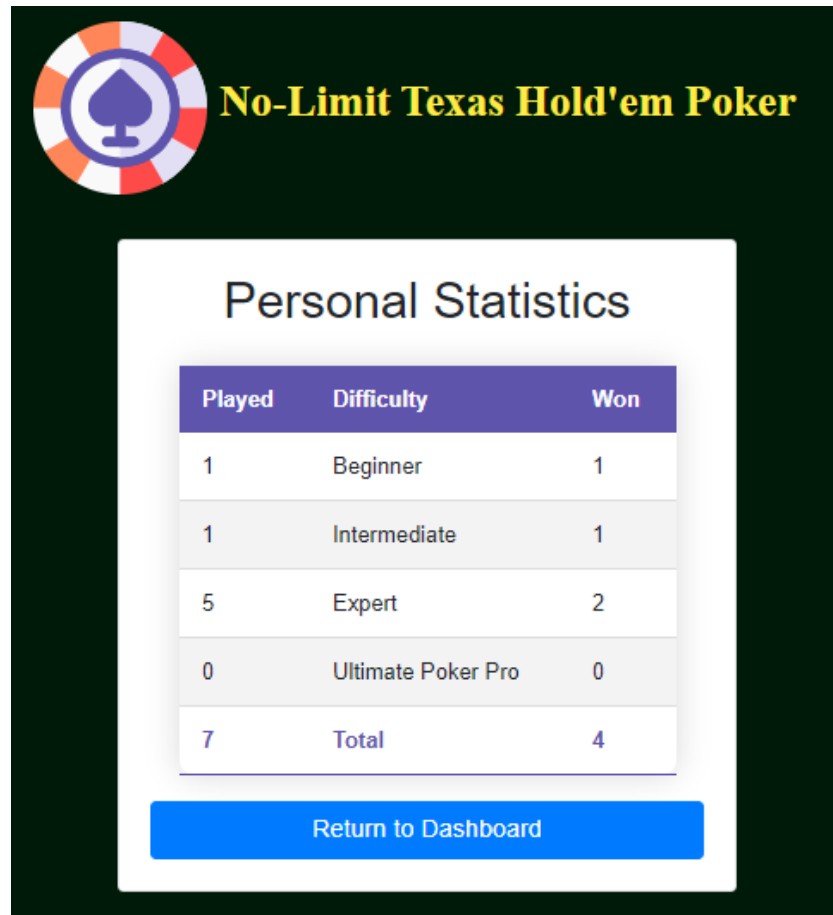 No-Limit Texas Hold'em Poker
Personal Statistics
Played Difficulty Won
1 Beginner 1
1 Intermediate 1
5 Expert 2
0 Ultimate Poker Pro 0
7 Total 4
Return to Dashboard